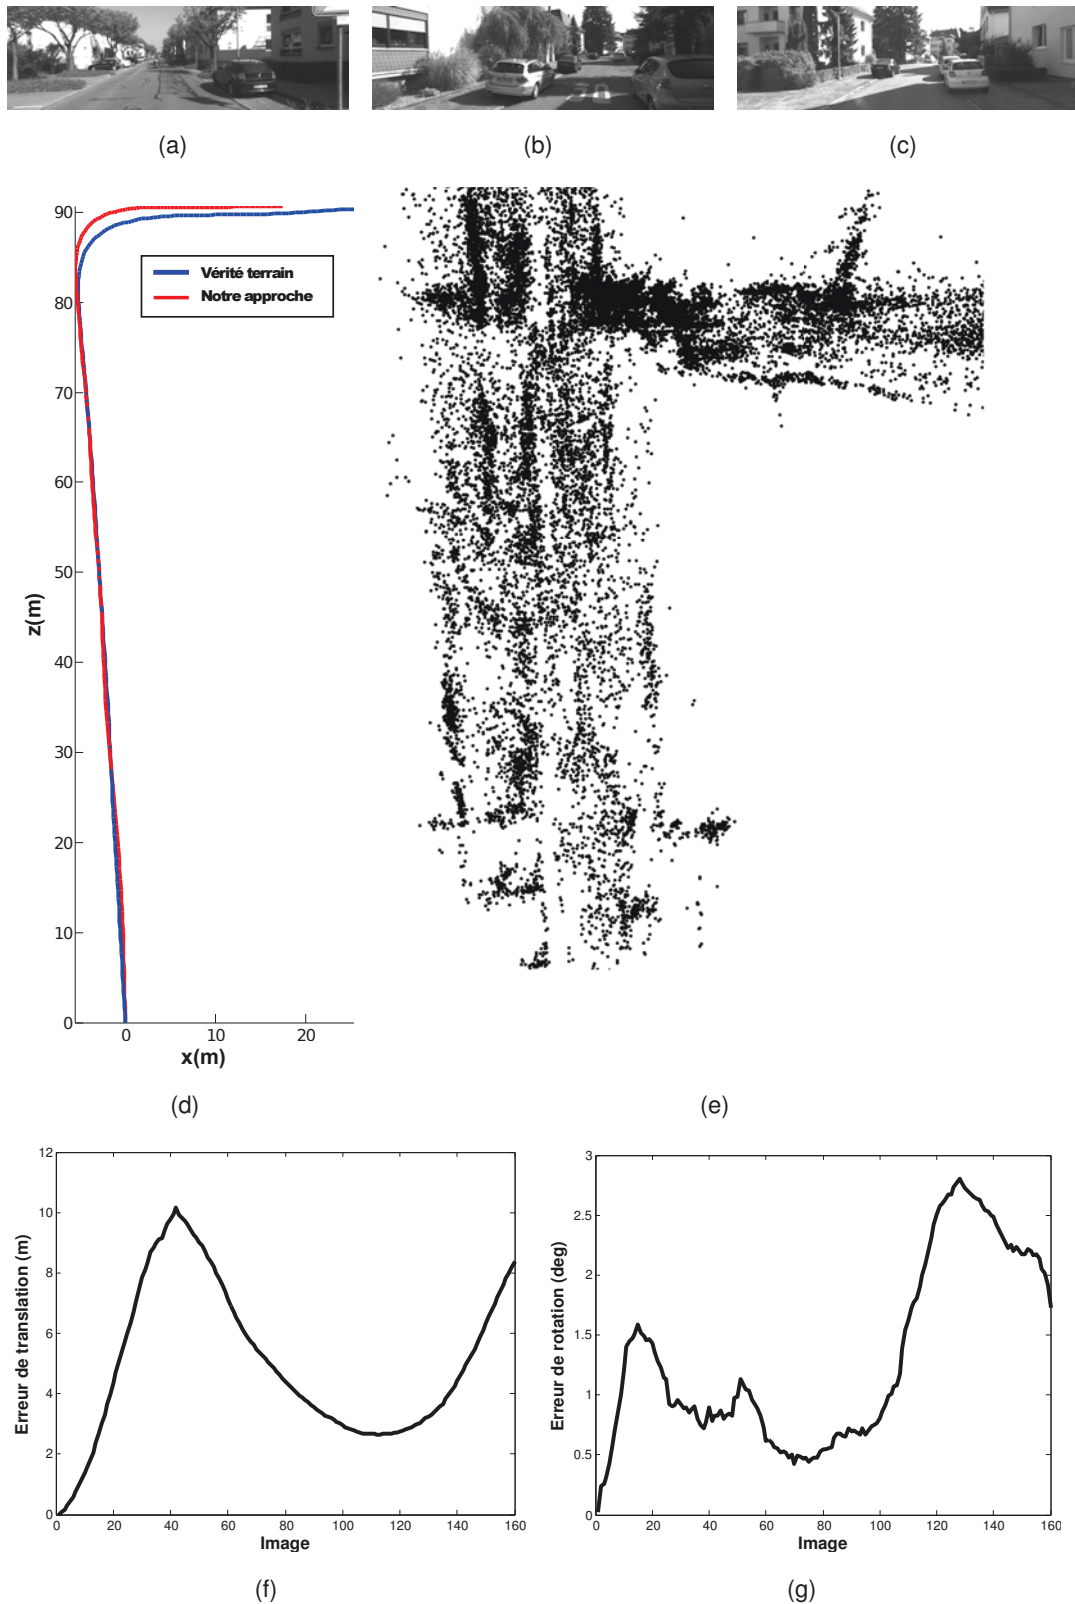 (a)
(b)
(c)
90
80
70
60
50
40
30
20
10
0
z(m)
Vérité terrain
Notre approche
0 10 20
x(m)
(d)
(e)
12
10
8
6
4
2
0
Erreur de translation (m)
0 20 40 60 80 100 120 140 160
Image
(f)
3
2.5
2
1.5
1
0.5
0
Erreur de rotation (deg)
0 20 40 60 80 100 120 140 160
Image
(g)